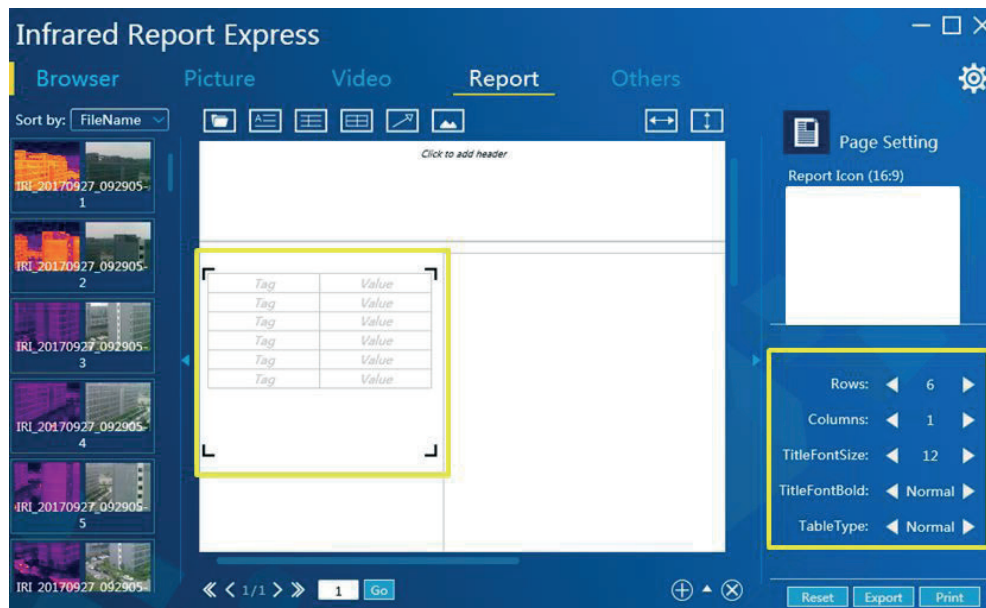 Infrared Report Express
Browser Picture Video Report Others
Sort by: FileName
IRI_20170927_092905-
1
IRI_20170927_092905-
2
IRI_20170927_092905-
3
IRI_20170927_092905-
4
IRI_20170927_092905-
5
IRI_20170927_092905-
Click to add header
Tag Value
Tag Value
Tag Value
Tag Value
Tag Value
Tag Value
1/1 1 Go
Page Setting
Report Icon (16:9)
Rows: 6
Columns: 1
TitleFontSize: 12
TitleFontBold: Normal
TableType: Normal
Reset Export Print